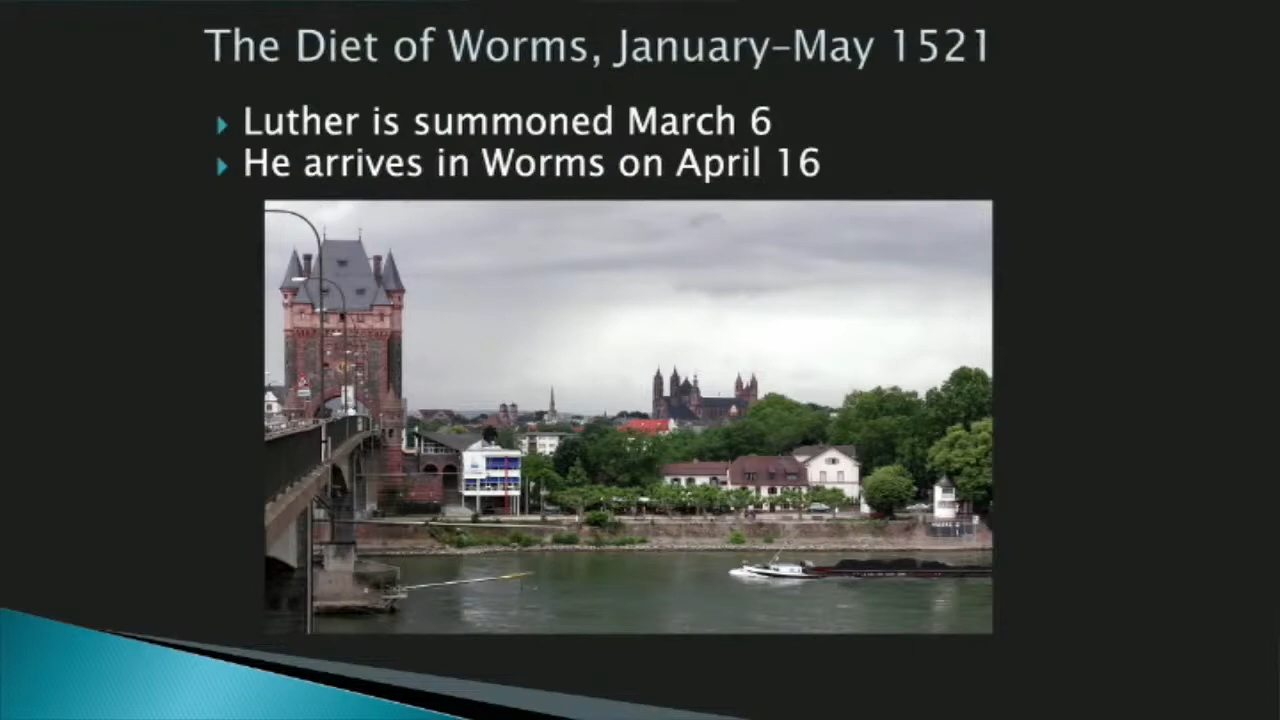 The Diet of Worms, January–May 1521
Luther is summoned March 6
He arrives in Worms on April 16